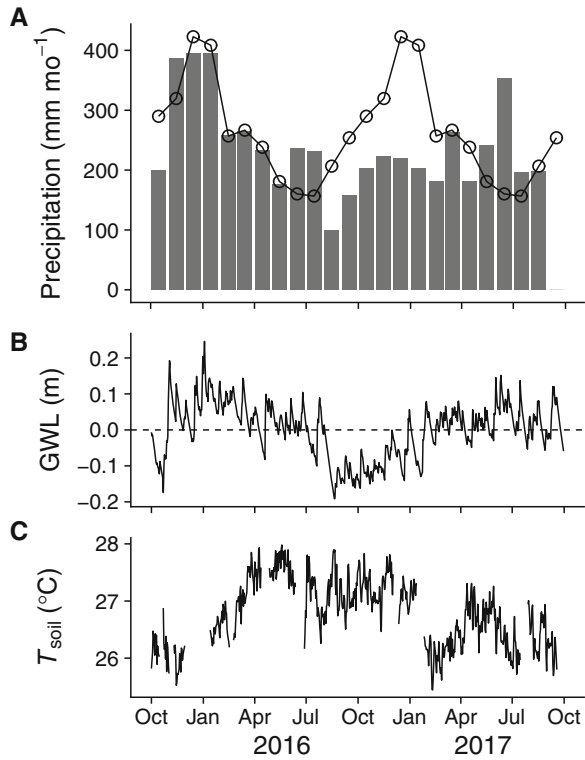 A
Precipitation (mm mo⁻¹)
400
300
200
100
0
B
GWL (m)
0.2
0.1
0.0
−0.1
−0.2
C
T soil (°C)
28
27
26
Oct Jan Apr Jul Oct Jan Apr Jul Oct
2016 2017